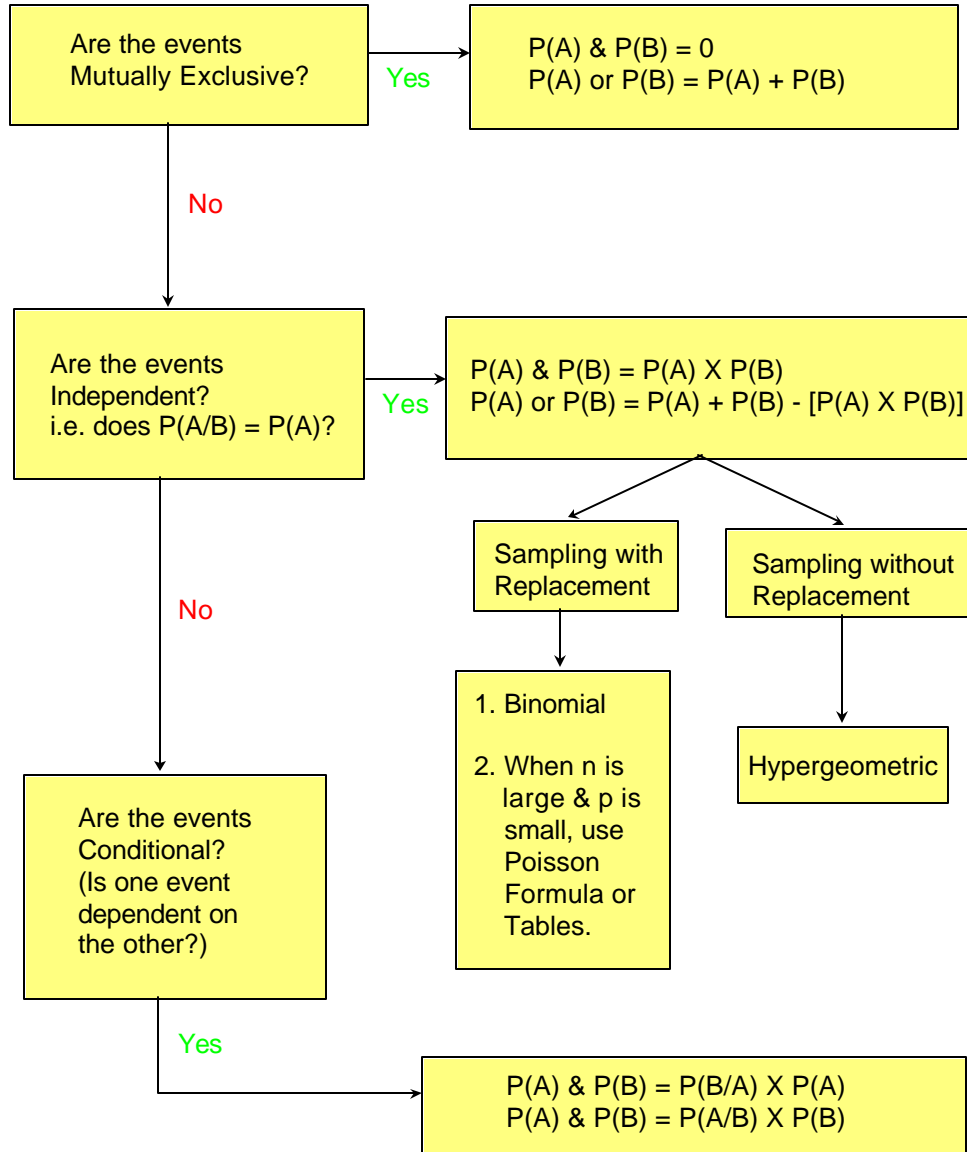 Are the events
Mutually Exclusive?
Yes
P(A) & P(B) = 0
P(A) or P(B) = P(A) + P(B)
No
Are the events
Independent?
i.e. does P(A/B) = P(A)?
Yes
P(A) & P(B) = P(A) X P(B)
P(A) or P(B) = P(A) + P(B) - [P(A) X P(B)]
Sampling with
Replacement
Sampling without
Replacement
No
1. Binomial
2. When n is
large & p is
small, use
Poisson
Formula or
Tables.
Hypergeometric
Are the events
Conditional?
(Is one event
dependent on
the other?)
Yes
P(A) & P(B) = P(B/A) X P(A)
P(A) & P(B) = P(A/B) X P(B)